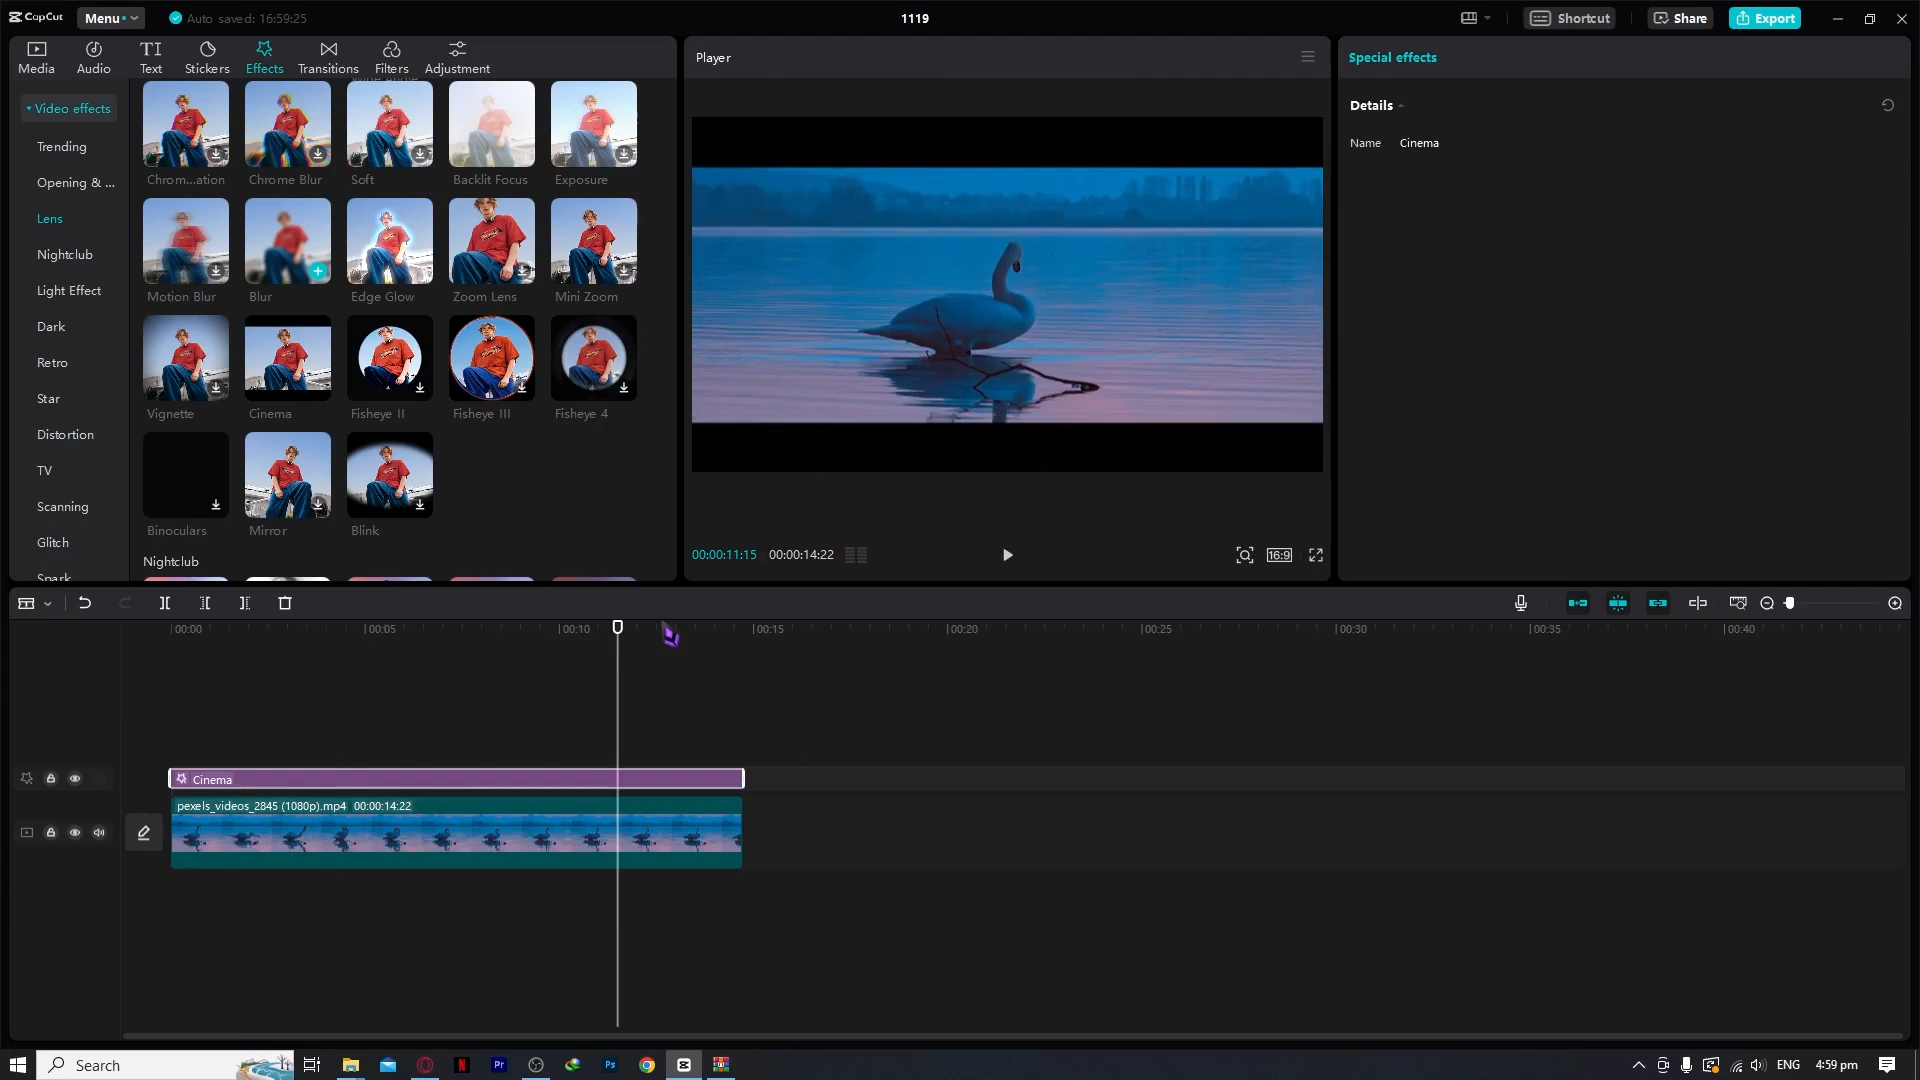 CapCut
Menu
Auto saved: 16:59:25
1119
Shortcut
Share
Export
Media
Audio
Text
Stickers
Effects
Transitions
Filters
Adjustment
Player
Special effects
Video effects
Trending
Opening & ...
Lens
Nightclub
Light Effect
Dark
Retro
Star
Distortion
TV
Scanning
Glitch
Spark
Wide Angle
Chrom...ation
Chrome Blur
Soft
Backlit Focus
Exposure
Motion Blur
Blur
Edge Glow
Zoom Lens
Mini Zoom
Vignette
Cinema
Fisheye II
Fisheye III
Fisheye 4
Binoculars
Mirror
Blink
Nightclub
Details
Name Cinema
00:00:11:15 00:00:14:22
16:9
00:00
00:05
00:10
00:15
00:20
00:25
00:30
00:35
00:40
Cinema
pexels_videos_2845 (1080p).mp4 00:00:14:22
Search
N
Pr
Ps
ENG
4:59 pm